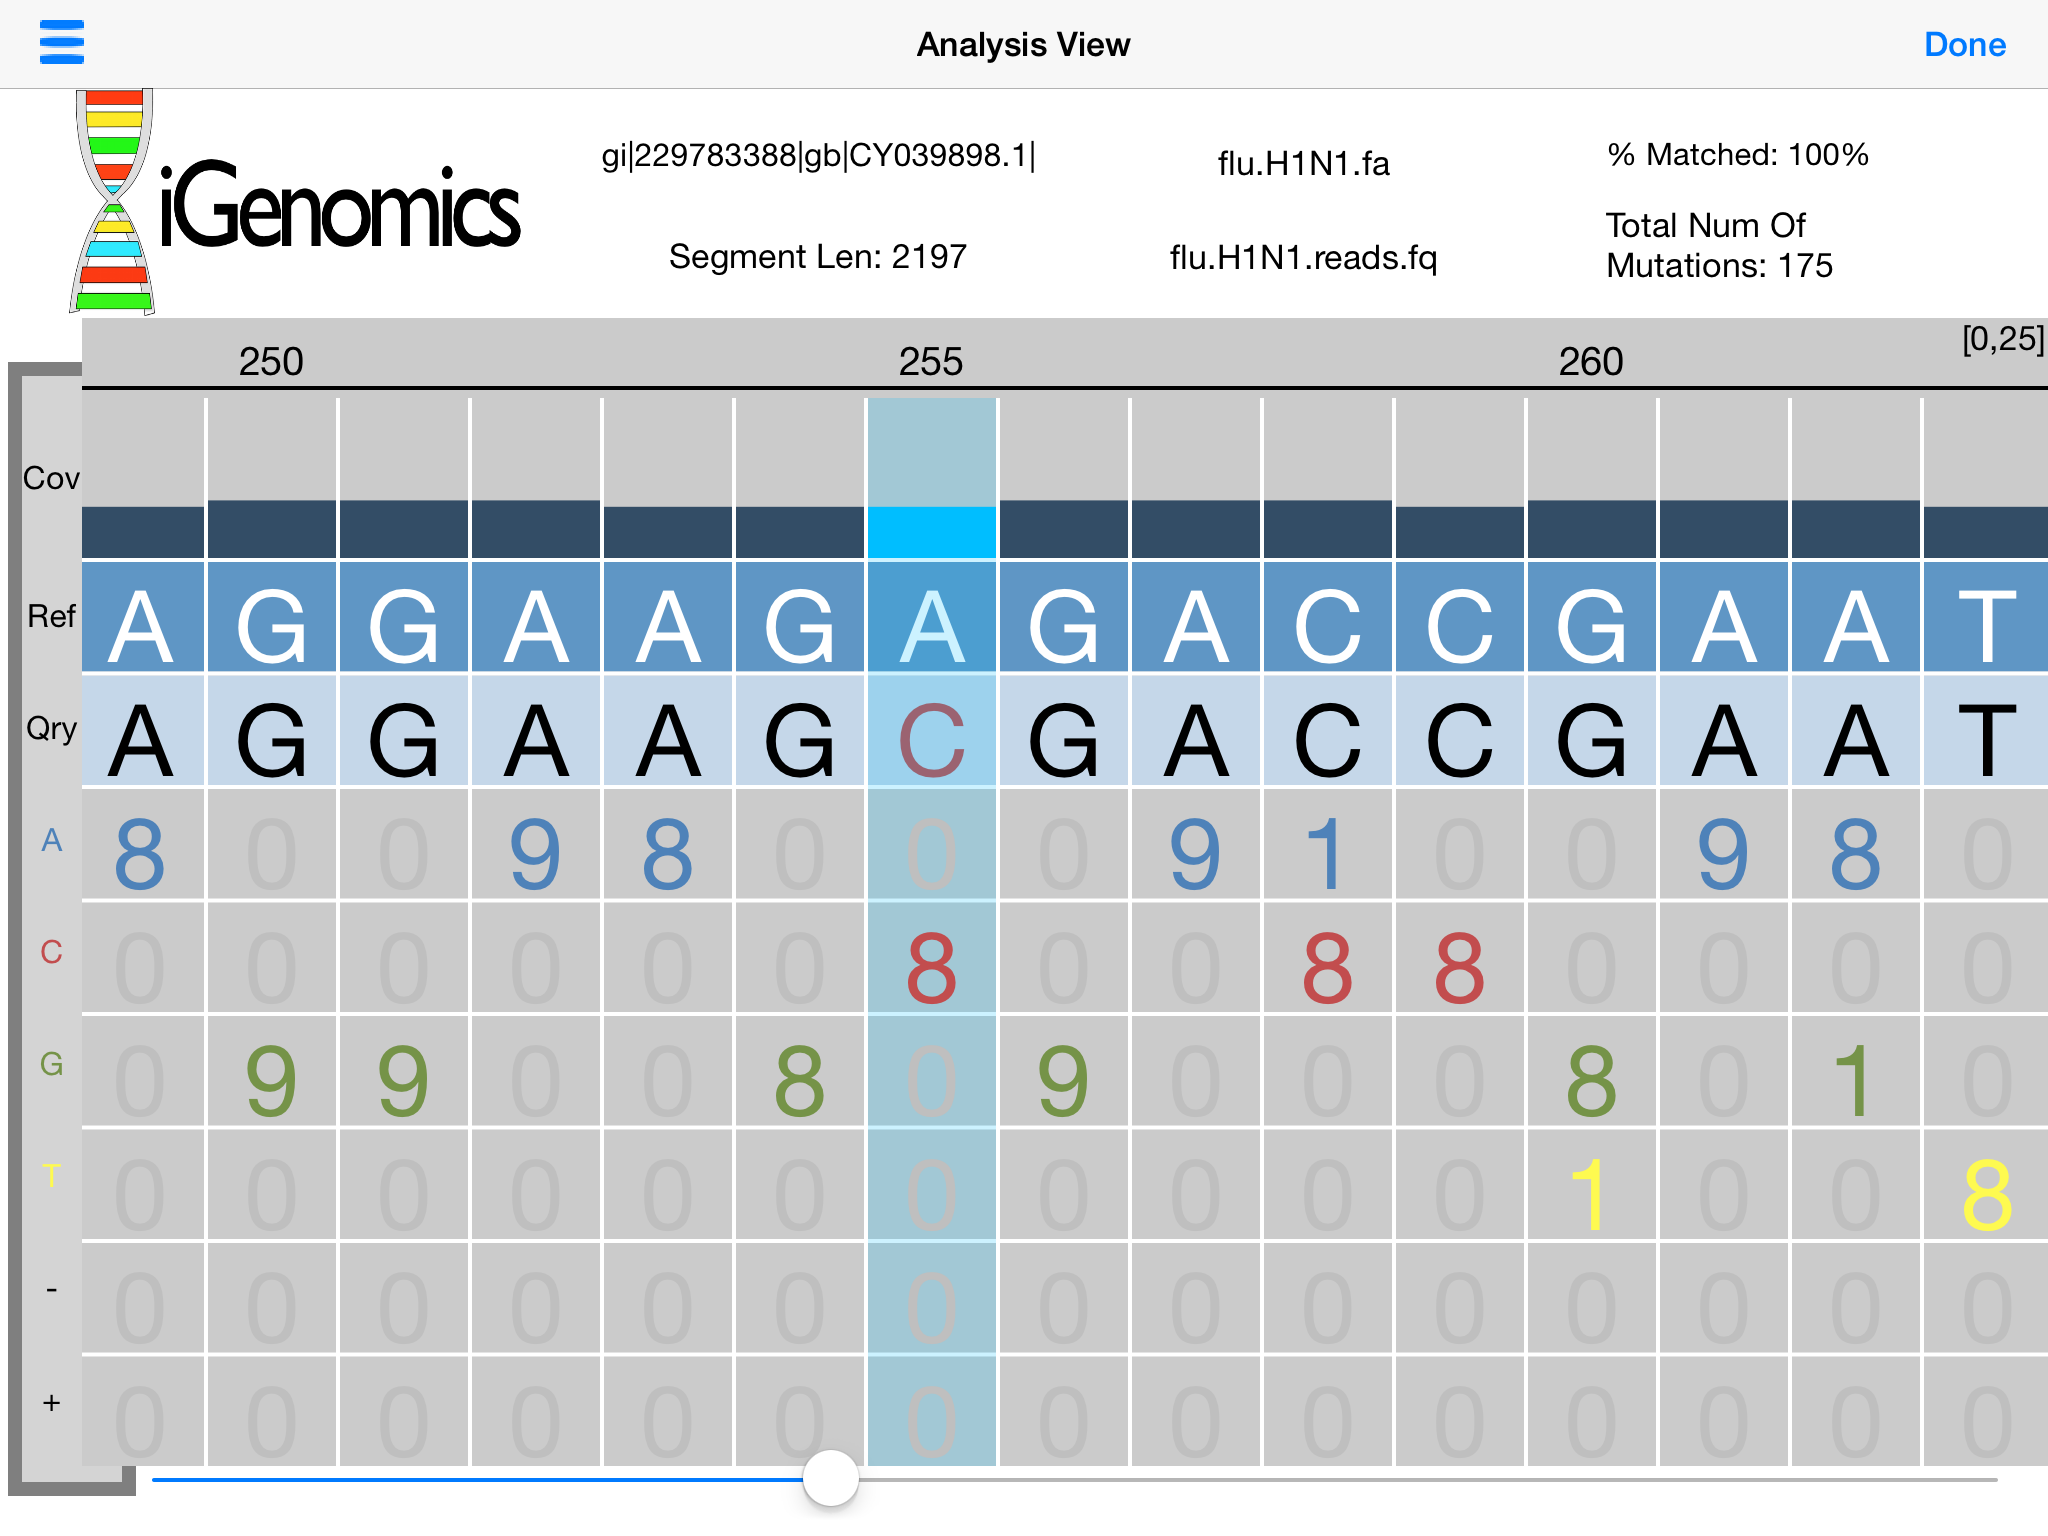 Analysis View
Done
iGenomics
gi|229783388|gb|CY039898.1|
flu.H1N1.fa
% Matched: 100%
Segment Len: 2197
flu.H1N1.reads.fq
Total Num Of
Mutations: 175
250 255 260 [0,25]
Cov
Ref A G G A A G A G A C C G A A T
Qry A G G A A G C G A C C G A A T
A 8 0 0 9 8 0 0 0 9 1 0 0 9 8 0
C 0 0 0 0 0 0 8 0 0 8 8 0 0 0 0
G 0 9 9 0 0 8 0 9 0 0 0 8 0 1 0
T 0 0 0 0 0 0 0 0 0 0 0 1 0 0 8
- 0 0 0 0 0 0 0 0 0 0 0 0 0 0 0
+ 0 0 0 0 0 0 0 0 0 0 0 0 0 0 0